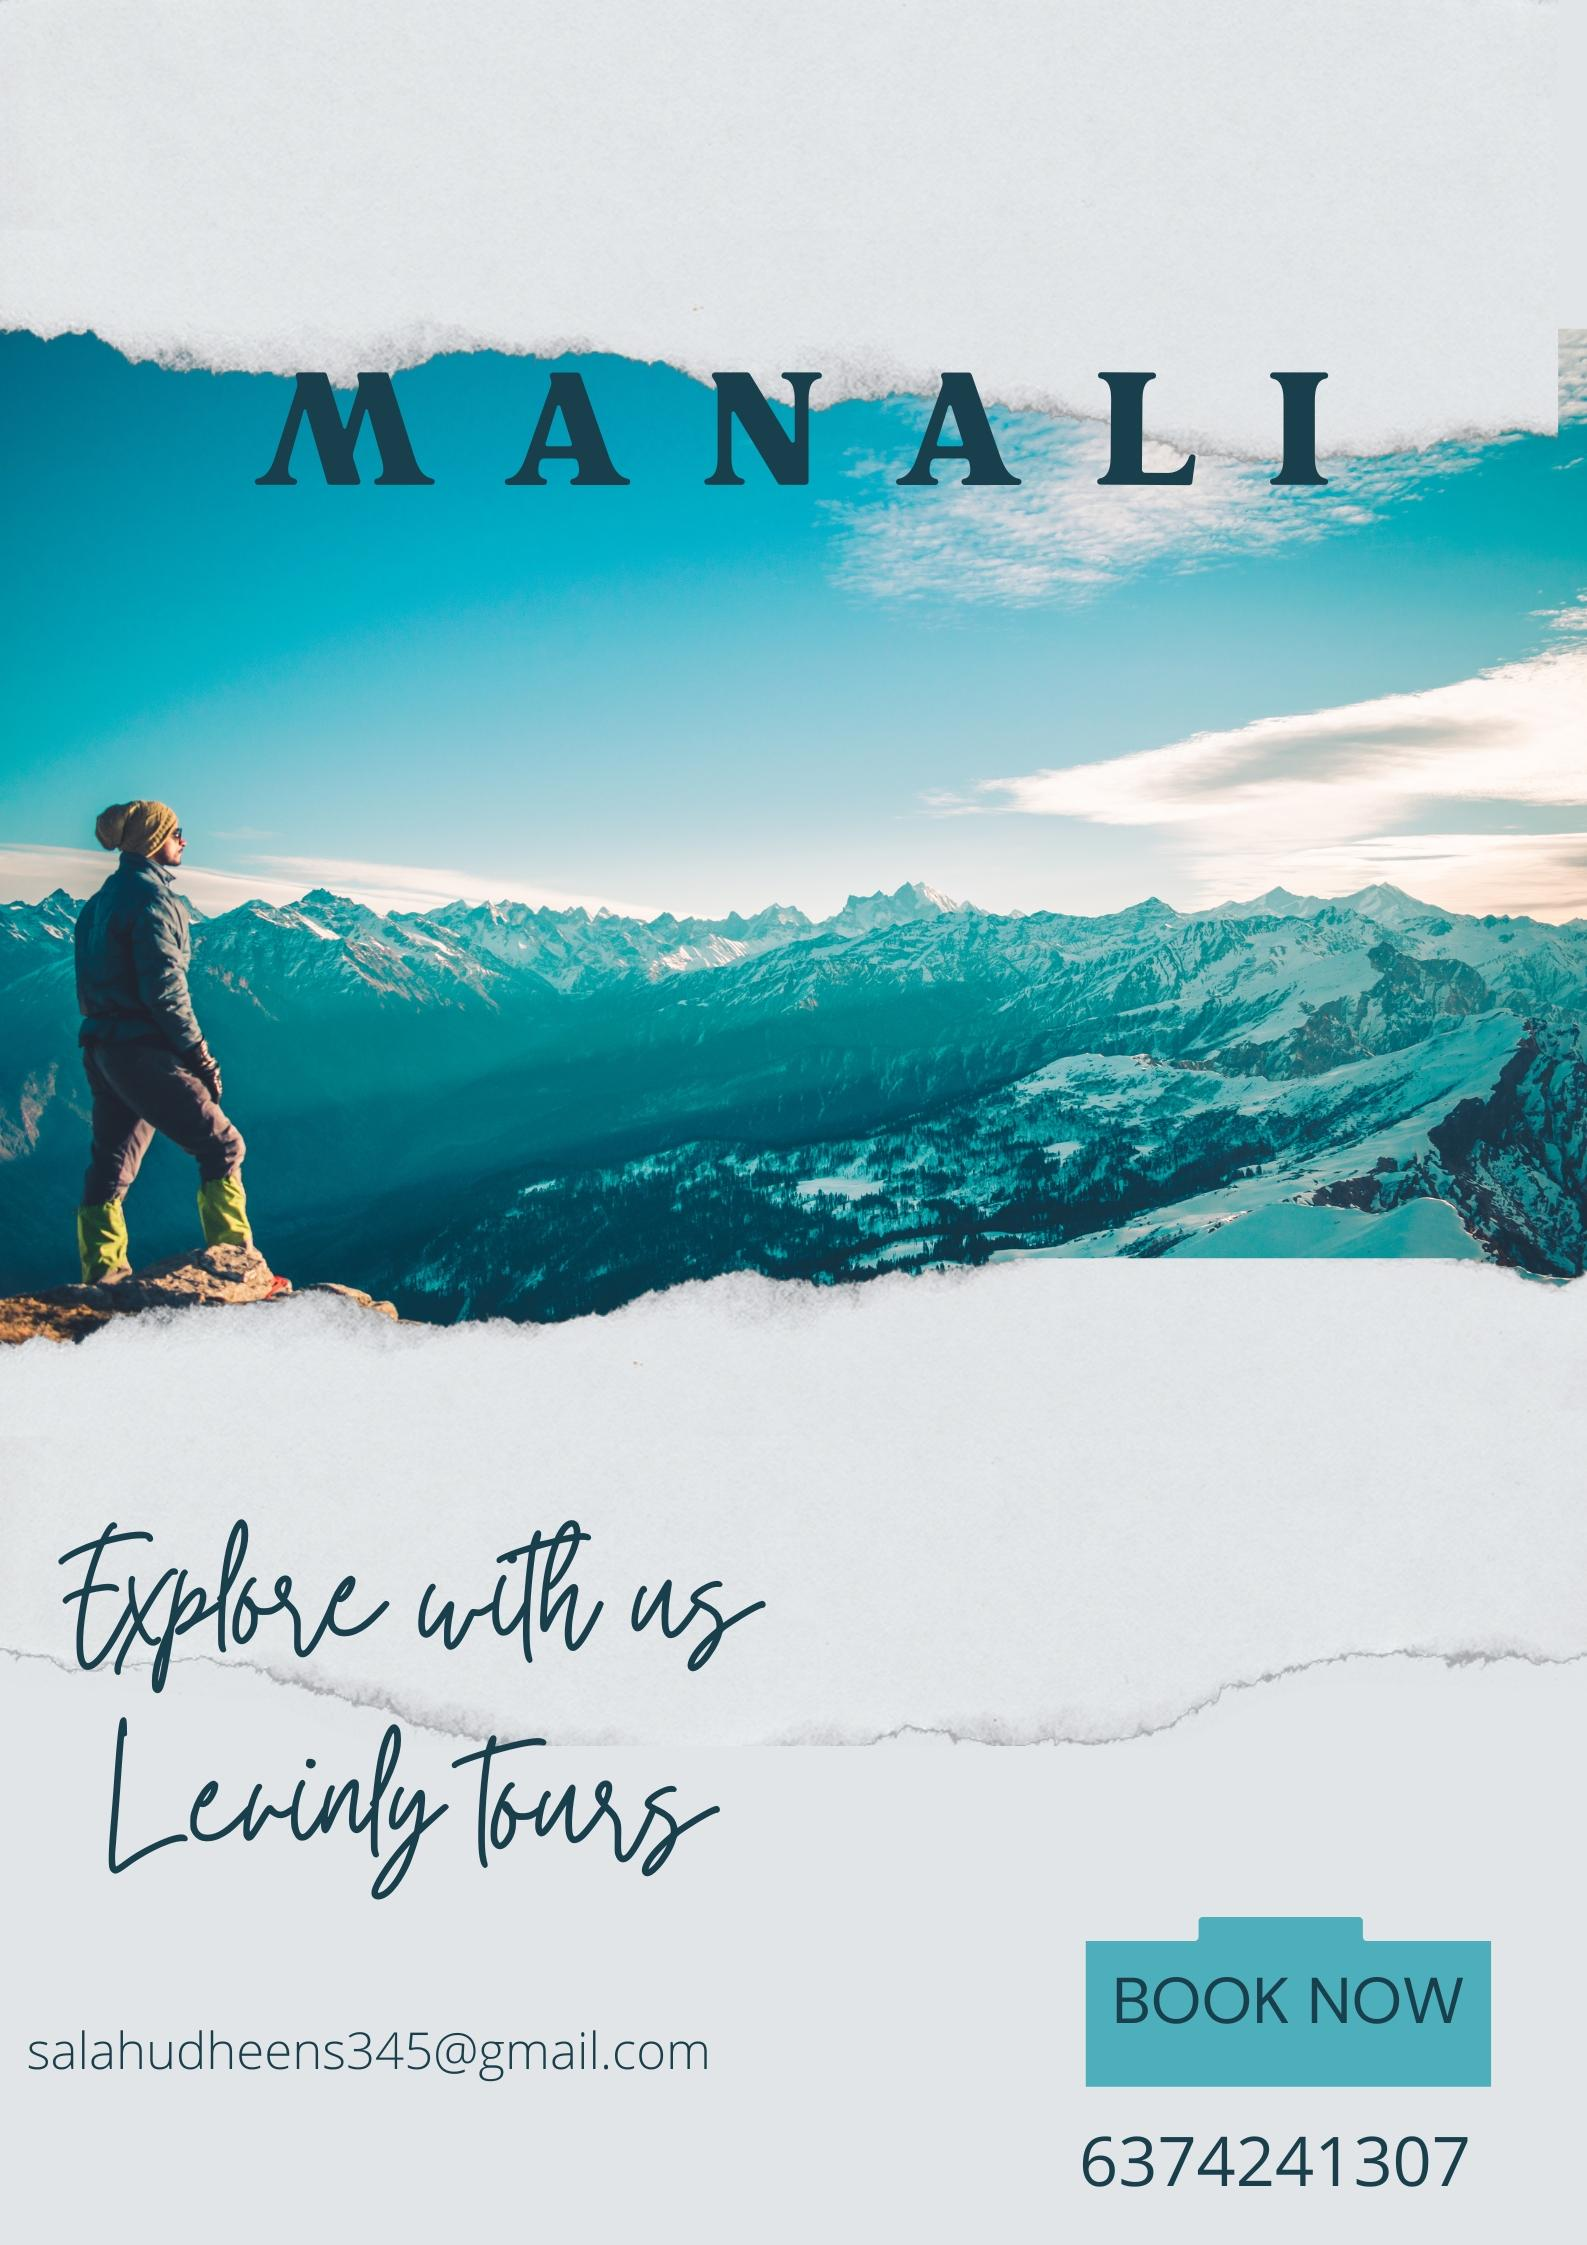 MANALI
Explore with us
Levinly Tours
BOOK NOW
salahudheens345@gmail.com
6374241307